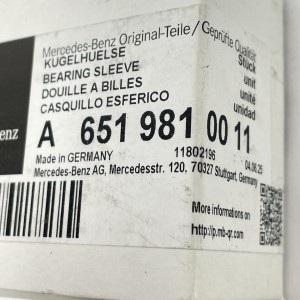 Mercedes-Benz Original-Teile / Geprüfte Qualität
KUGELHUELSE
BEARING SLEEVE
DOUILLE A BILLES
CASQUILLO ESFERICO
Stück
unit
unité
unidad
A 651 981 00 11
enz
Made in GERMANY
11802196
04.06.25
Mercedes-Benz AG, Mercedesstr. 120, 70327 Stuttgart, Germany
More informations on
http://p.mb-gr.com